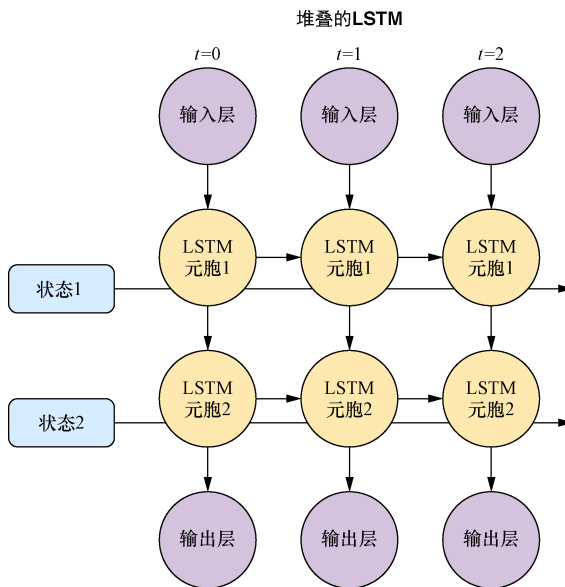 堆叠的LSTM
t=0 t=1 t=2
输入层 输入层 输入层
LSTM LSTM LSTM
元胞1 元胞1 元胞1
状态1
LSTM LSTM LSTM
元胞2 元胞2 元胞2
状态2
输出层 输出层 输出层